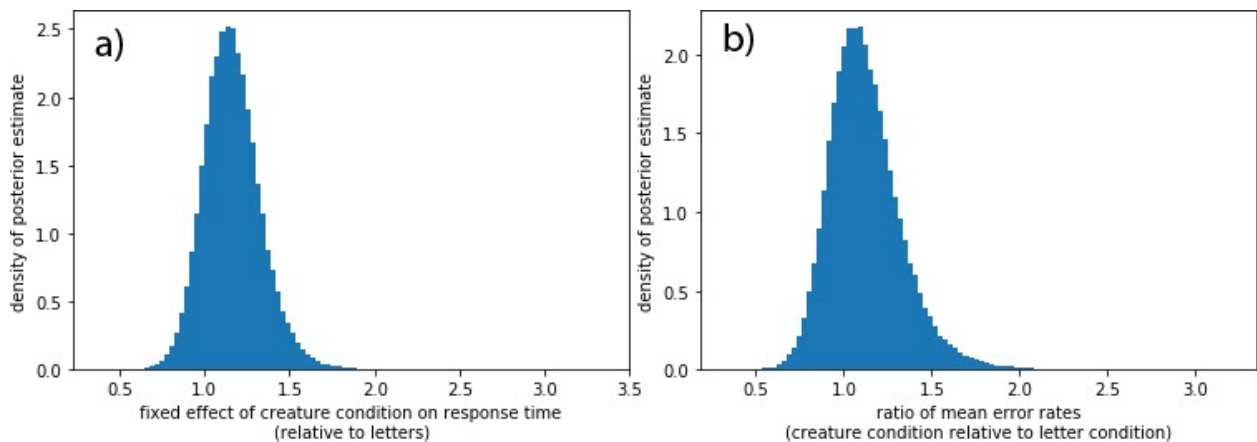 a)
density of posterior estimate
2.5
2.0
1.5
1.0
0.5
0.0
0.5 1.0 1.5 2.0 2.5 3.0 3.5
fixed effect of creature condition on response time
(relative to letters)
b)
density of posterior estimate
2.0
1.5
1.0
0.5
0.0
0.5 1.0 1.5 2.0 2.5 3.0
ratio of mean error rates
(creature condition relative to letter condition)